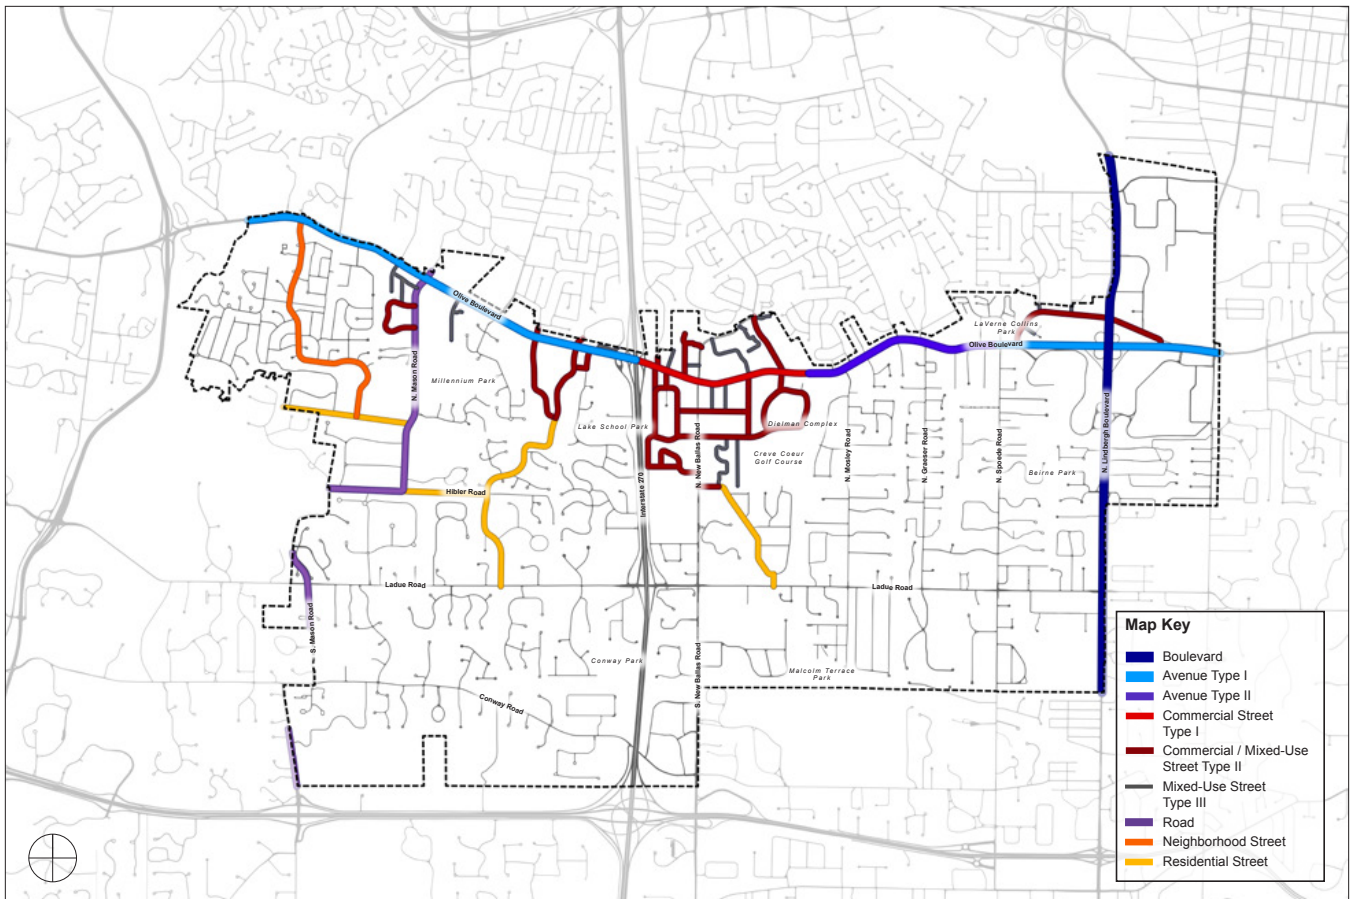 LaVerne Collins
Park
Olive Boulevard
Olive Boulevard
N. Mason Road
Millennium Park
N. Lindbergh Boulevard
Lake School Park
Dielman Complex
N. New Ballas Road
Creve Coeur
Golf Course
N. Mosley Road
N. Graeser Road
N. Spoede Road
Beirne Park
Interstate 270
Hibler Road
Ladue Road
Ladue Road
S. Mason Road
Conway Park
S. New Ballas Road
Malcolm Terrace
Park
Conway Road
Map Key
Boulevard
Avenue Type I
Avenue Type II
Commercial Street
Type I
Commercial / Mixed-Use
Street Type II
Mixed-Use Street
Type III
Road
Neighborhood Street
Residential Street